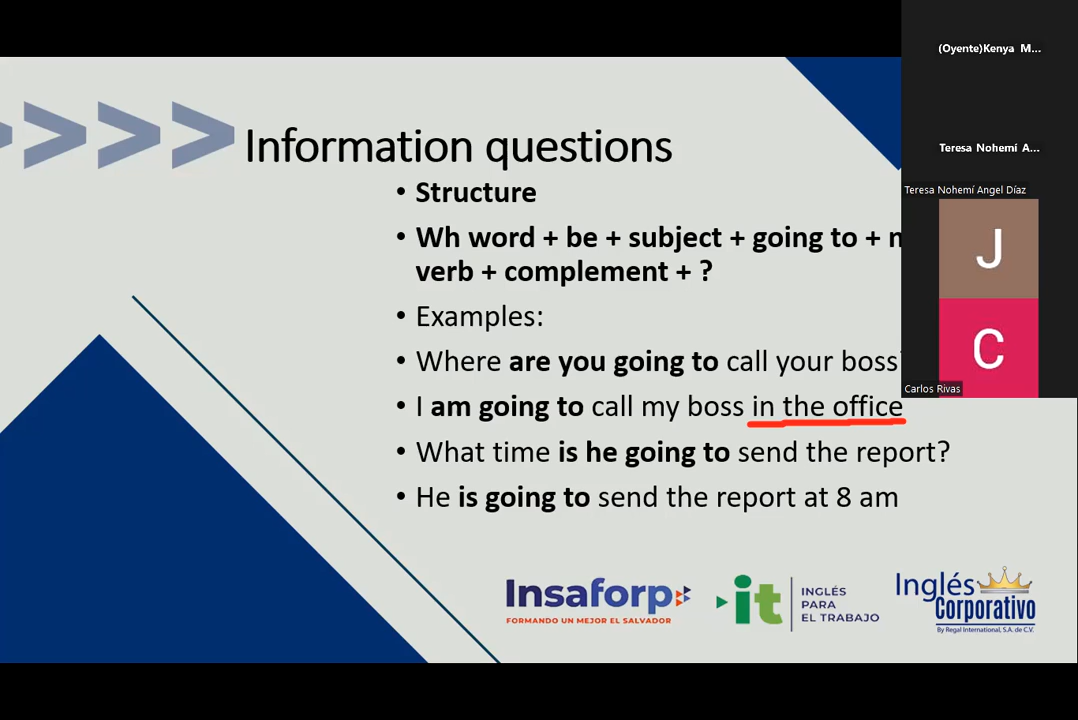 (Oyente)Kenya M...
Teresa Nohemí A...
Teresa Nohemí Angel Díaz
J
C
Carlos Rivas
Information questions
• Structure
• Wh word + be + subject + going to +
verb + complement + ?
• Examples:
• Where are you going to call your boss
• I am going to call my boss in the office
• What time is he going to send the report?
• He is going to send the report at 8 am
Insaforp
FORMANDO UN MEJOR EL SALVADOR
it
INGLÉS
PARA
EL TRABAJO
Inglés
Corporativo
By Regal International, S.A. de C.V.